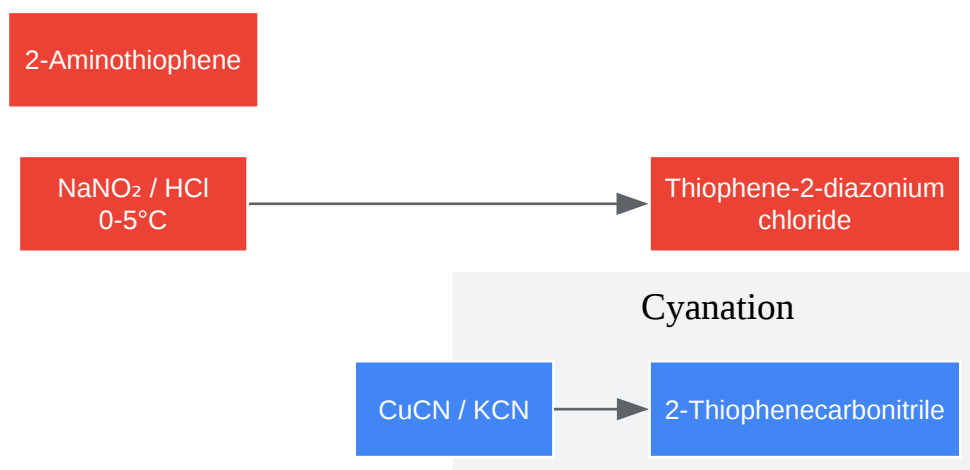 2-Aminothiophene
NaNO₂ / HCl
0-5°C
Thiophene-2-diazonium
chloride
Cyanation
CuCN / KCN
2-Thiophenecarbonitrile